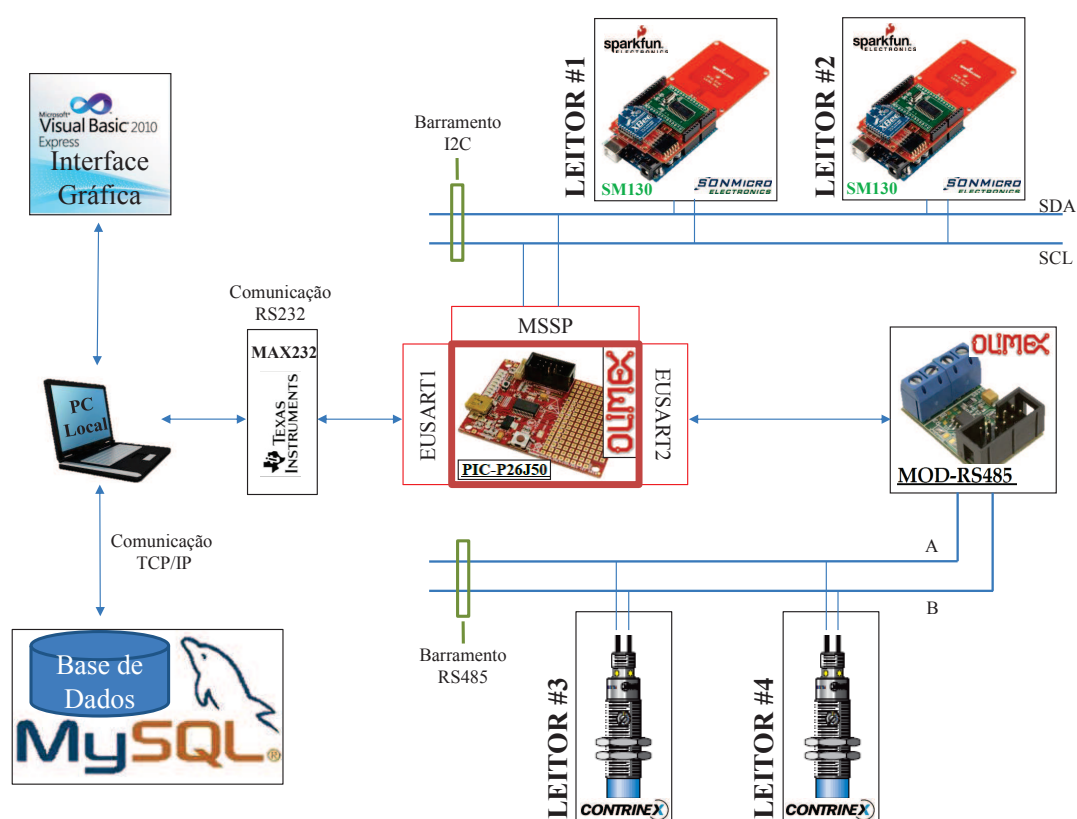 Microsoft
Visual Basic 2010
Express
Interface
Gráfica
Barramento
I2C
LEITOR #1
sparkfun
ELECTRONICS
XBee
SM130
SONMICRO
ELECTRONICS
LEITOR #2
sparkfun
ELECTRONICS
XBee
SM130
SONMICRO
ELECTRONICS
SDA
SCL
Comunicação
RS232
MAX232
TEXAS
INSTRUMENTS
PC
Local
MSSP
EUSART1
OLIMEX
PIC-P26J50
EUSART2
OLIMEX
MOD-RS485
Comunicação
TCP/IP
A
B
Barramento
RS485
Base de
Dados
MySQL®
LEITOR #3
CONTRINEX
LEITOR #4
CONTRINEX